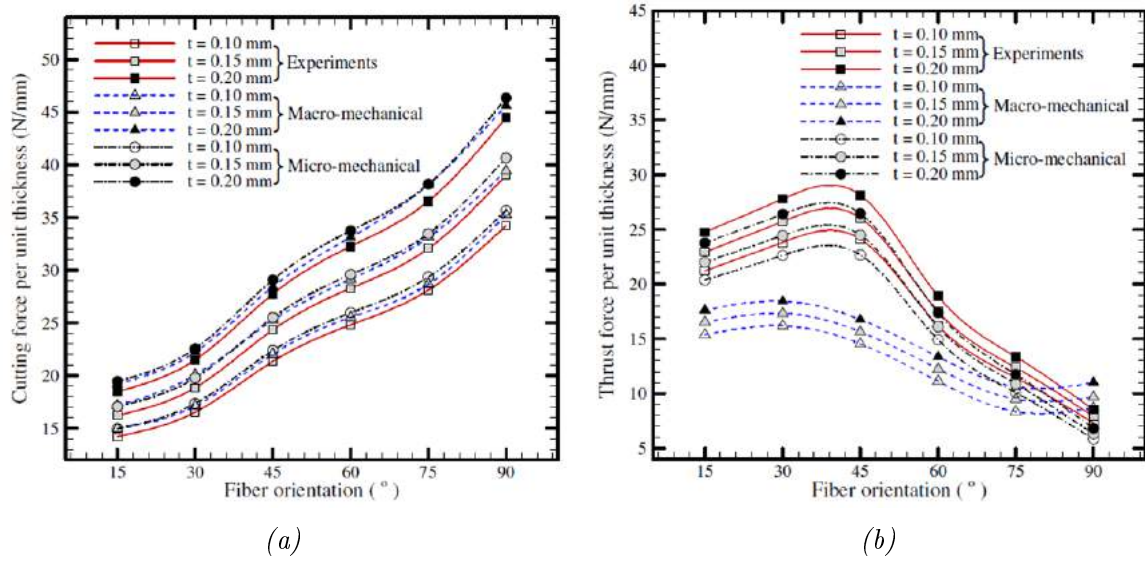 50
45
40
35
30
25
20
15
Cutting force per unit thickness (N/mm)
t = 0.10 mm
t = 0.15 mm
t = 0.20 mm
Experiments
t = 0.10 mm
t = 0.15 mm
t = 0.20 mm
Macro-mechanical
t = 0.10 mm
t = 0.15 mm
t = 0.20 mm
Micro-mechanical
15 30 45 60 75 90
Fiber orientation ( ° )
(a)
45
40
35
30
25
20
15
10
5
Thrust force per unit thickness (N/mm)
t = 0.10 mm
t = 0.15 mm
t = 0.20 mm
Experiments
t = 0.10 mm
t = 0.15 mm
t = 0.20 mm
Macro-mechanical
t = 0.10 mm
t = 0.15 mm
t = 0.20 mm
Micro-mechanical
15 30 45 60 75 90
Fiber orientation ( ° )
(b)